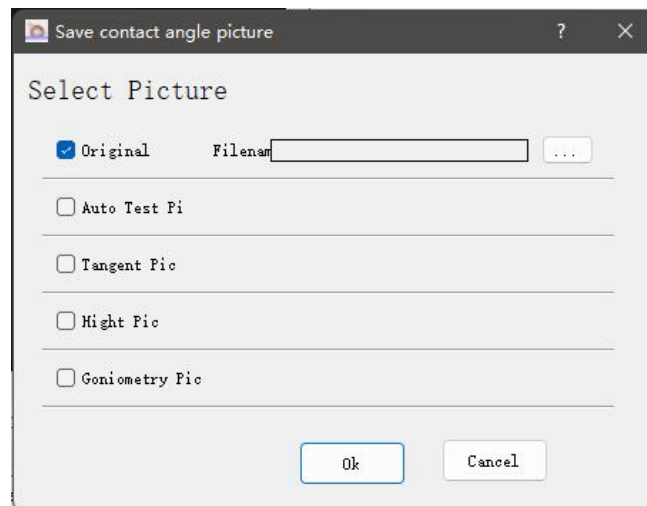 Save contact angle picture ?
Select Picture
Original Filenam ...
Auto Test Pi
Tangent Pic
Hight Pic
Goniometry Pic
Ok Cancel